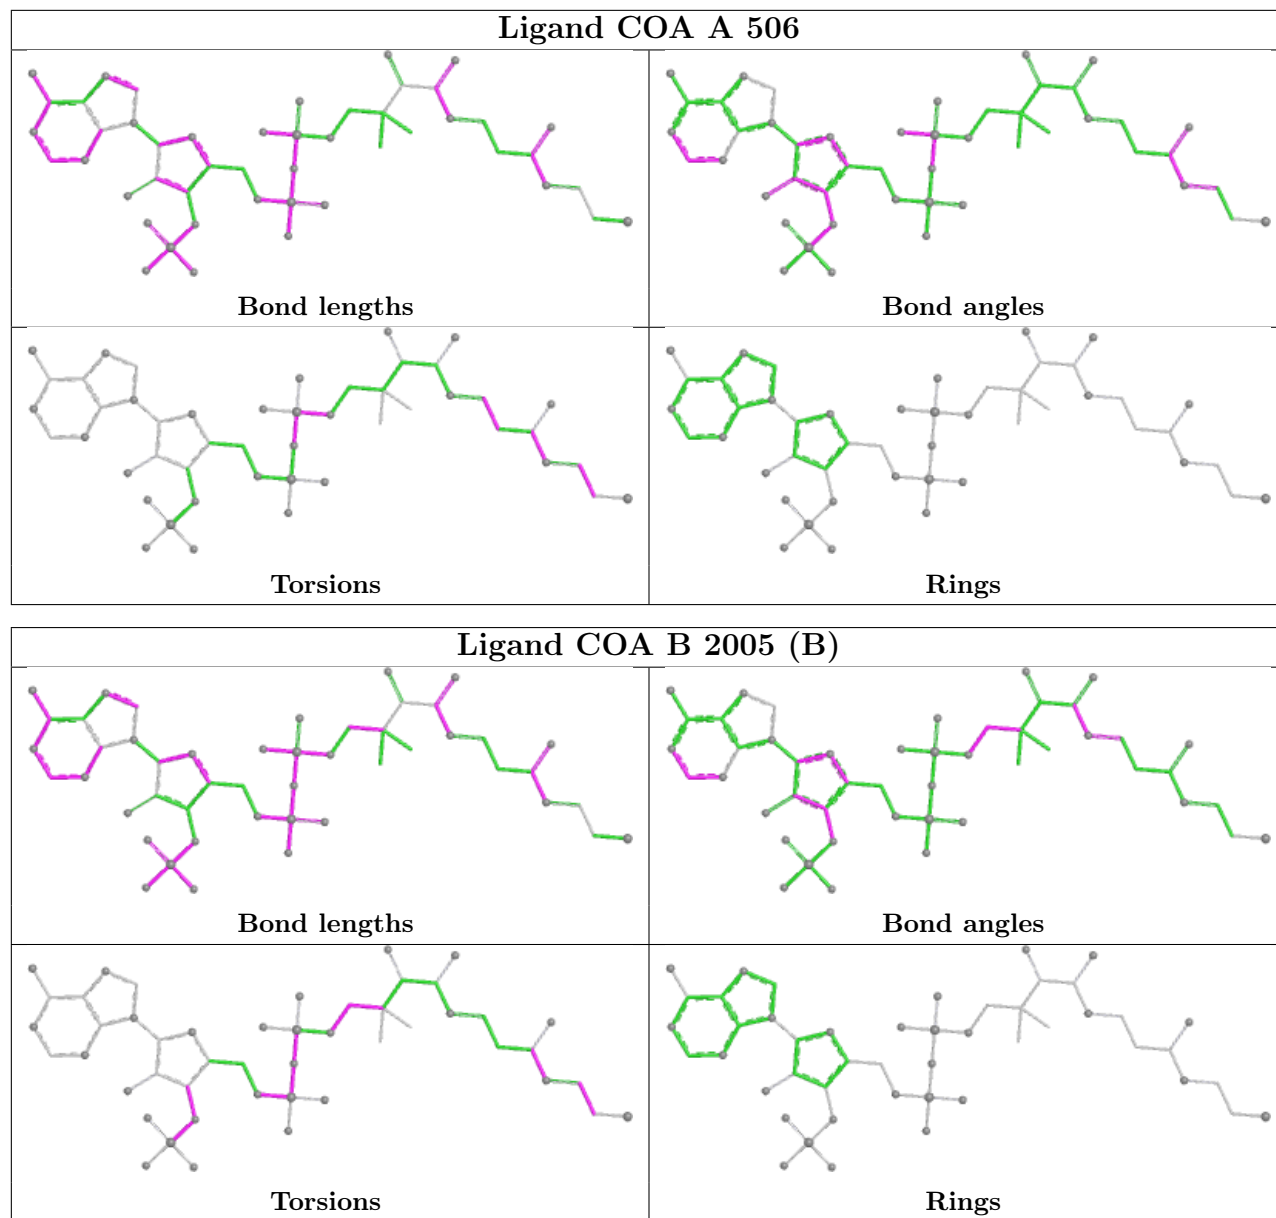 Ligand COA A 506
Bond lengths
Bond angles
Torsions
Rings
Ligand COA B 2005 (B)
Bond lengths
Bond angles
Torsions
Rings